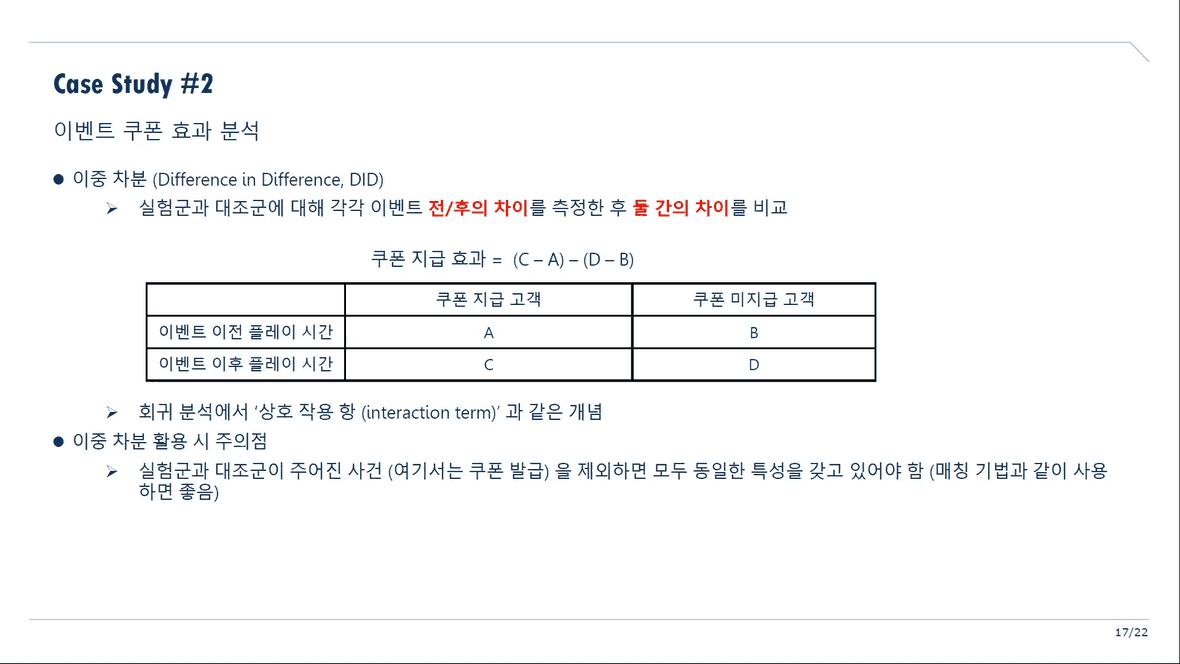 Case Study #2
이벤트 쿠폰 효과 분석
● 이중 차분 (Difference in Difference, DID)
➢ 실험군과 대조군에 대해 각각 이벤트 전/후의 차이를 측정한 후 둘 간의 차이를 비교
쿠폰 지급 효과 = (C – A) – (D – B)
쿠폰 지급 고객 쿠폰 미지급 고객
이벤트 이전 플레이 시간 A B
이벤트 이후 플레이 시간 C D
➢ 회귀 분석에서 ‘상호 작용 항 (interaction term)’ 과 같은 개념
● 이중 차분 활용 시 주의점
➢ 실험군과 대조군이 주어진 사건 (여기서는 쿠폰 발급) 을 제외하면 모두 동일한 특성을 갖고 있어야 함 (매칭 기법과 같이 사용
하면 좋음)
17/22